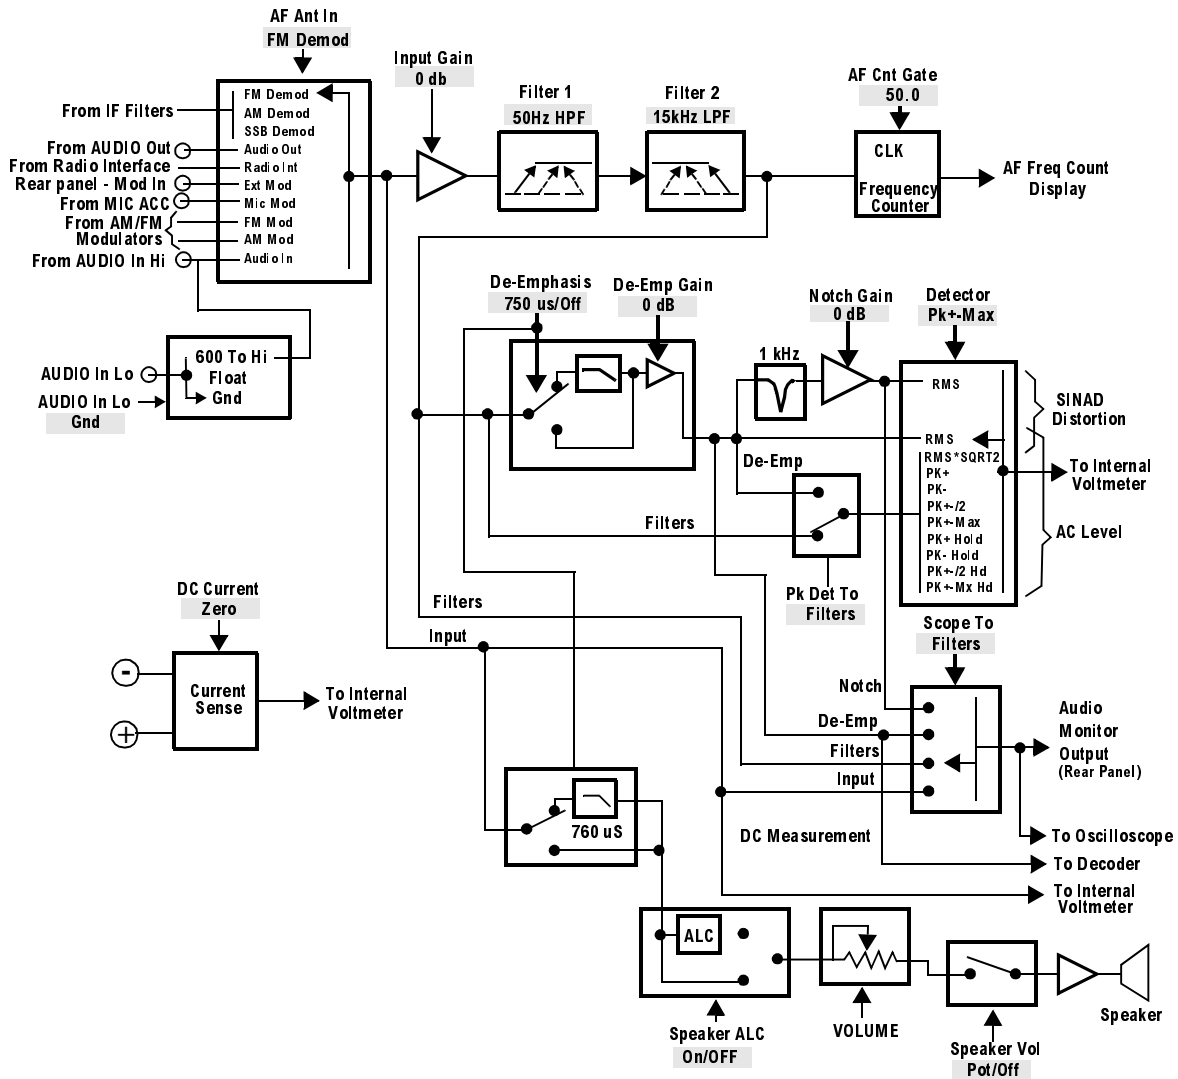 AF Ant In
FM Demod
Input Gain
0 db
Filter 1
50Hz HPF
Filter 2
15kHz LPF
AF Cnt Gate
50.0
From IF Filters
From AUDIO Out
From Radio Interface
Rear panel - Mod In
From MIC ACC
From AM/FM
Modulators
From AUDIO In Hi
FM Demod
AM Demod
SSB Demod
Audio Out
Radio Int
Ext Mod
Mic Mod
FM Mod
AM Mod
Audio In
CLK
Frequency
Counter
AF Freq Count
Display
600 To Hi
Float
Gnd
AUDIO In Lo
AUDIO In Lo
Gnd
De-Emphasis
750 us/Off
De-Emp Gain
0 dB
Notch Gain
0 dB
Detector
Pk+-Max
1 kHz
RMS
RMS
RMS*SQRT2
PK+
PK-
PK+-/2
PK+-Max
PK+ Hold
PK- Hold
PK+-/2 Hd
PK+-Mx Hd
SINAD
Distortion
To Internal
Voltmeter
AC Level
De-Emp
Filters
Pk Det To
Filters
DC Current
Zero
-
+
Current
Sense
To Internal
Voltmeter
Filters
Input
Scope To
Filters
Notch
De-Emp
Filters
Input
Audio
Monitor
Output
(Rear Panel)
760 uS
DC Measurement
To Oscilloscope
To Decoder
To Internal
Voltmeter
ALC
Speaker ALC
On/OFF
VOLUME
Speaker Vol
Pot/Off
Speaker